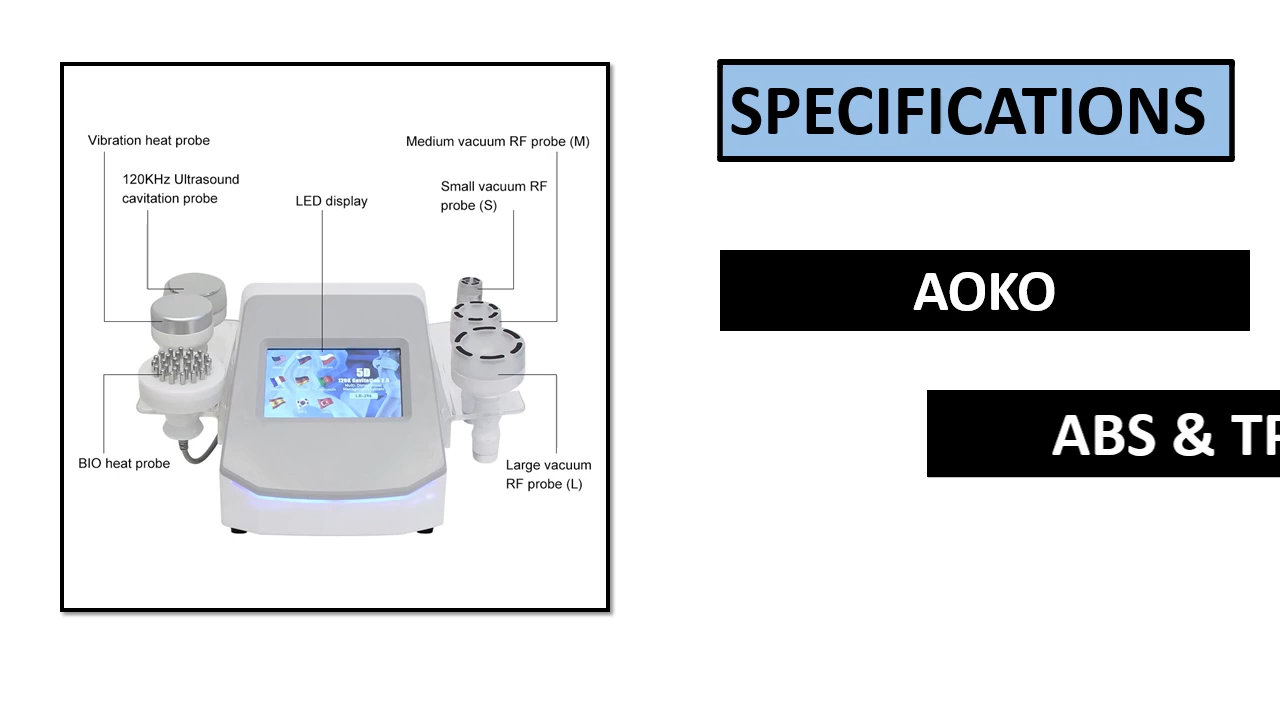 SPECIFICATIONS
Vibration heat probe
Medium vacuum RF probe (M)
120KHz Ultrasound
cavitation probe
Small vacuum RF
probe (S)
LED display
AOKO
5D
ABS & TP
BIO heat probe
Large vacuum
RF probe (L)